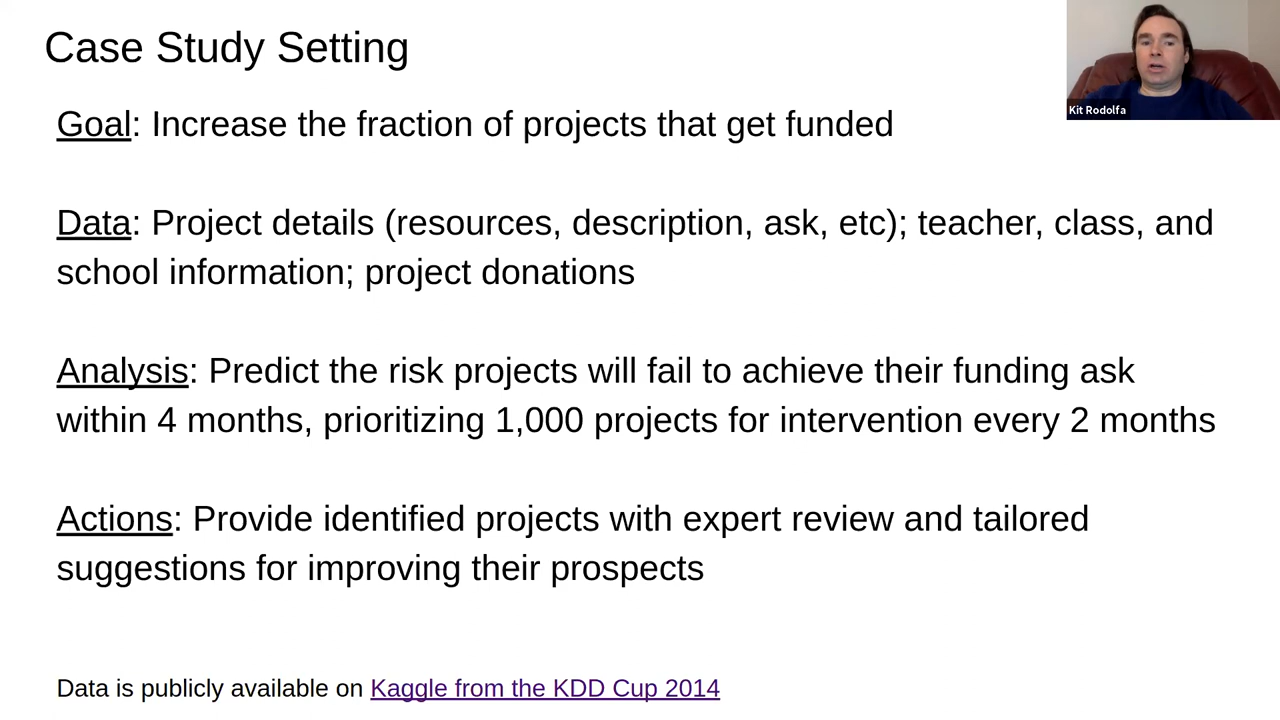 Case Study Setting
Kit Rodolfa
Goal: Increase the fraction of projects that get funded
Data: Project details (resources, description, ask, etc); teacher, class, and
school information; project donations
Analysis: Predict the risk projects will fail to achieve their funding ask
within 4 months, prioritizing 1,000 projects for intervention every 2 months
Actions: Provide identified projects with expert review and tailored
suggestions for improving their prospects
Data is publicly available on Kaggle from the KDD Cup 2014